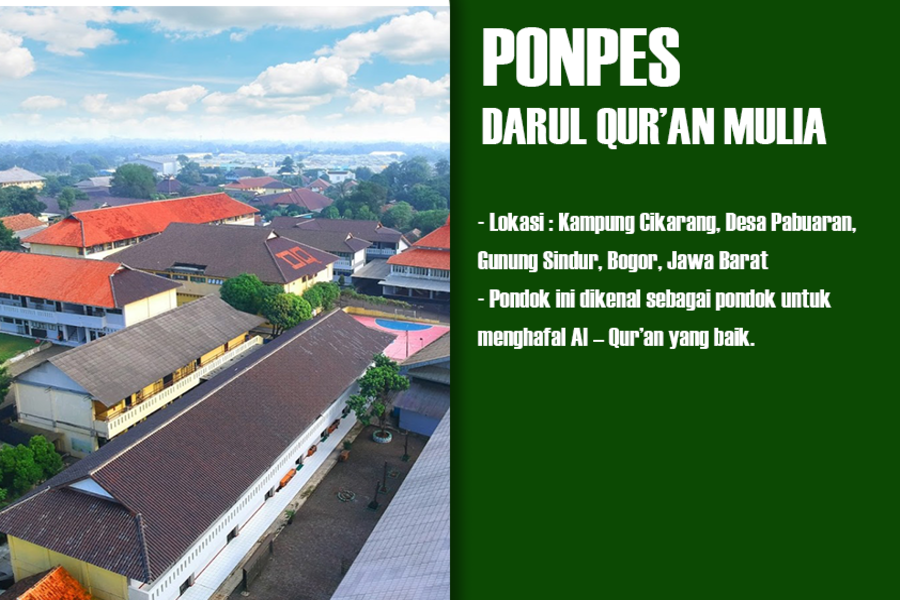 PONPES
DARUL QUR'AN MULIA
- Lokasi : Kampung Cikarang, Desa Pabuaran,
Gunung Sindur, Bogor, Jawa Barat
- Pondok ini dikenal sebagai pondok untuk
menghafal Al – Qur'an yang baik.